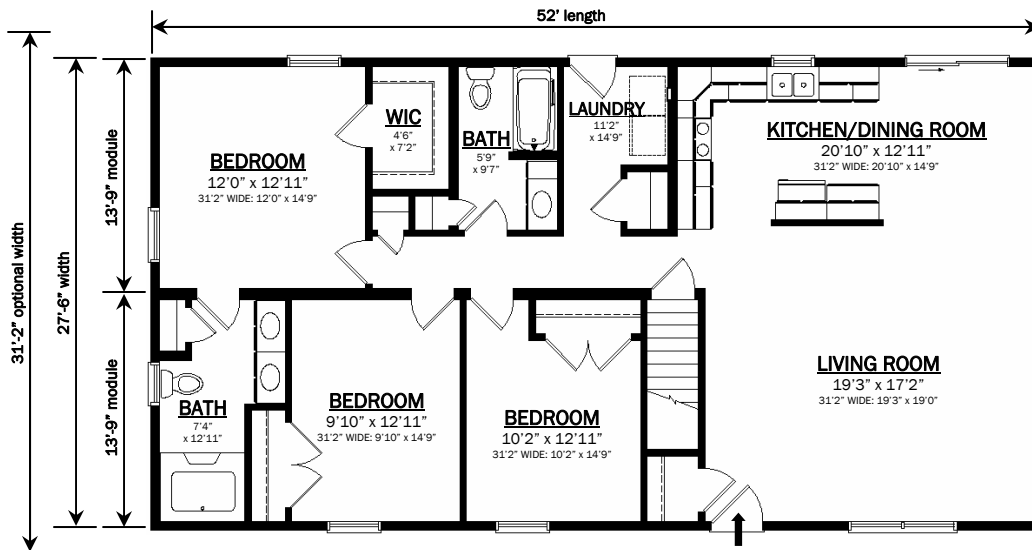 52' length
31'-2" optional width
27'-6" width
13'-9" module
13'-9" module
BEDROOM
12'0" x 12'11"
31'2" WIDE: 12'0" x 14'9"
WIC
4'6"
x 7'2"
BATH
5'9"
x 9'7"
LAUNDRY
11'2"
x 14'9"
KITCHEN/DINING ROOM
20'10" x 12'11"
31'2" WIDE: 20'10" x 14'9"
BATH
7'4"
x 12'11"
BEDROOM
9'10" x 12'11"
31'2" WIDE: 9'10" x 14'9"
BEDROOM
10'2" x 12'11"
31'2" WIDE: 10'2" x 14'9"
LIVING ROOM
19'3" x 17'2"
31'2" WIDE: 19'3" x 19'0"